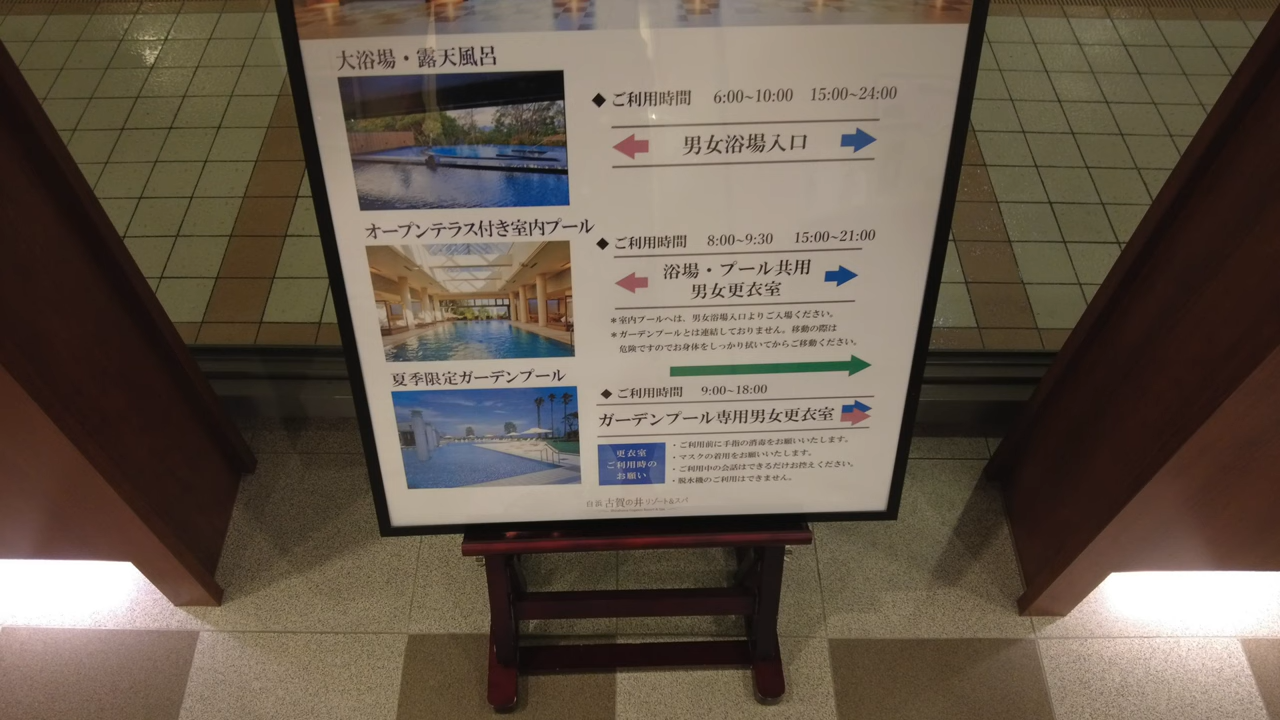 大浴場・露天風呂
◆ ご利用時間 6:00~10:00 15:00~24:00
男女浴場入口
オープンテラス付き室内プール
◆ ご利用時間 8:00~9:30 15:00~21:00
浴場・プール共用
男女更衣室
*室内プールへは、男女浴場入口よりご入場ください。
*ガーデンプールとは連結しておりません。移動の際は
危険ですのでお身体をしっかり拭いてからご移動ください。
夏季限定ガーデンプール
◆ ご利用時間 9:00~18:00
ガーデンプール専用男女更衣室
更衣室
ご利用時の
お願い
・ご利用前に手指の消毒をお願いいたします。
・マスクの着用をお願いいたします。
・ご利用中の会話はできるだけお控えください。
・脱水機のご利用はできません。
白浜 古賀の井 リゾート&スパ